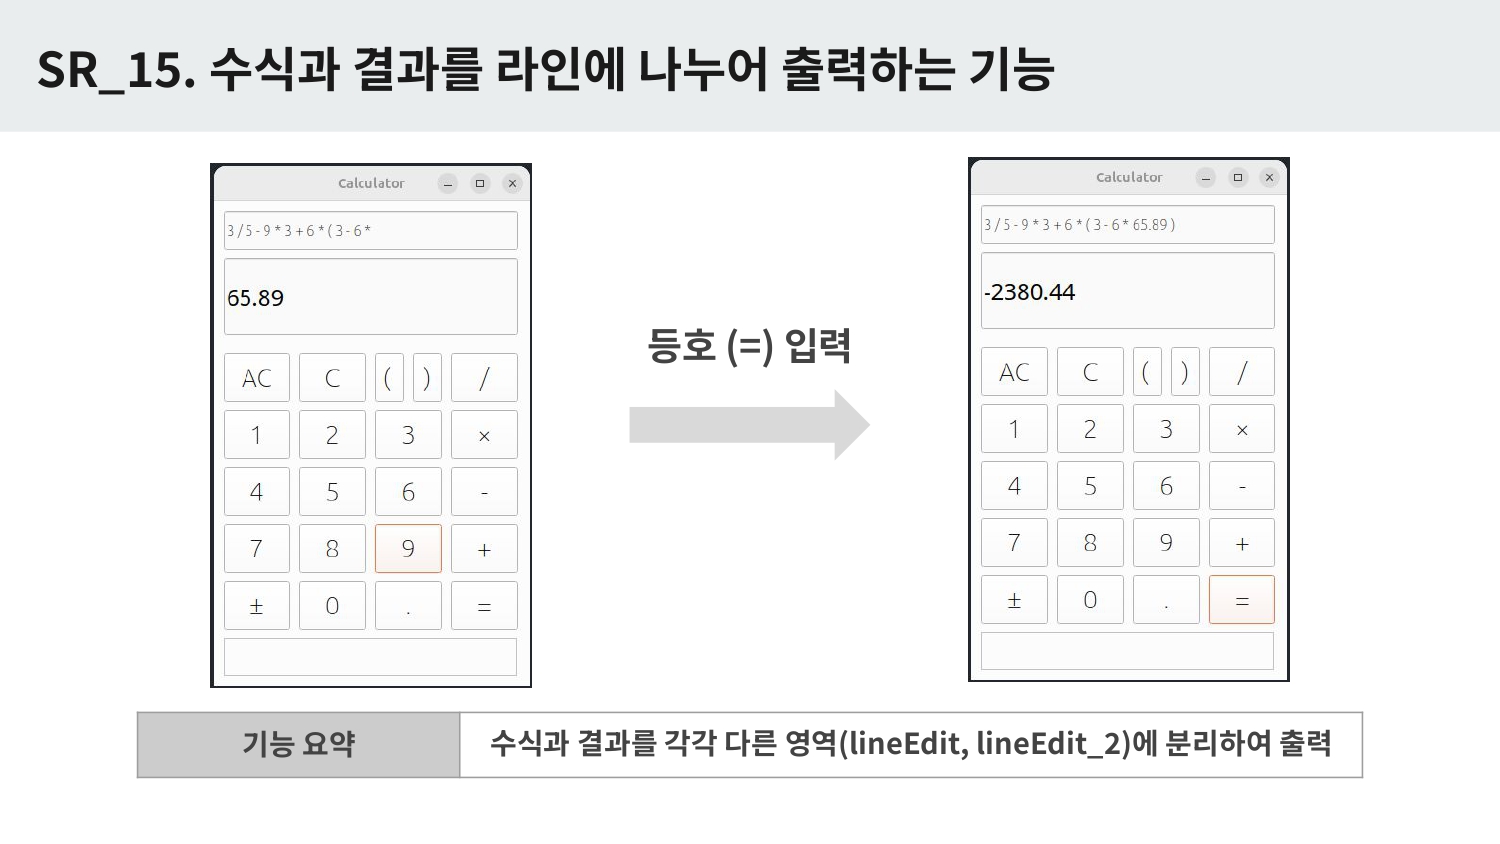 SR_15. 수식과 결과를 라인에 나누어 출력하는 기능
Calculator
3 / 5 - 9 * 3 + 6 * ( 3 - 6 *
65.89
AC C ( ) /
1 2 3 ×
4 5 6 -
7 8 9 +
± 0 . =
등호 (=) 입력
Calculator
3 / 5 - 9 * 3 + 6 * ( 3 - 6 * 65.89 )
-2380.44
AC C ( ) /
1 2 3 ×
4 5 6 -
7 8 9 +
± 0 . =
기능 요약
수식과 결과를 각각 다른 영역(lineEdit, lineEdit_2)에 분리하여 출력